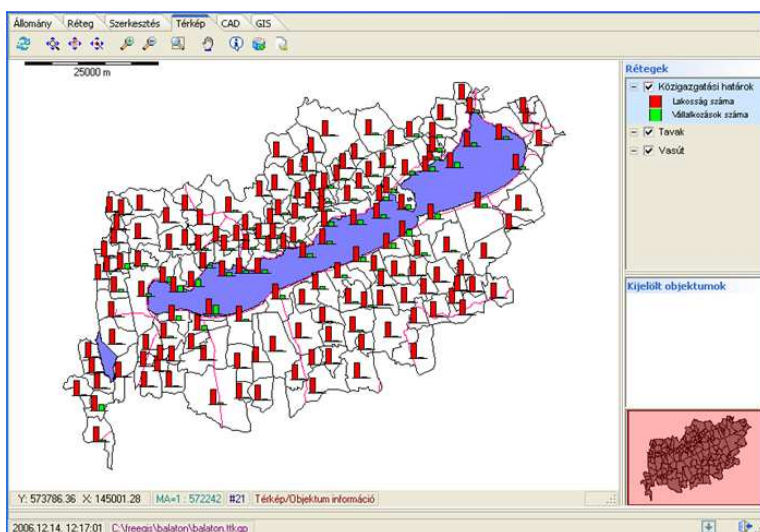 Állomány Réteg Szerkesztés Térkép CAD GIS
25000 m
Rétegek
Közigazgatási határok
Lakosság száma
Vállalkozások száma
Tavak
Vasút
Kijelölt objektumok
Y: 573786.36 X: 145001.28 MA=1 : 572242 #21 Térkép/Objektum információ
2006.12.14. 12:17:01 C:\freegis\balaton\balaton.ttkgp